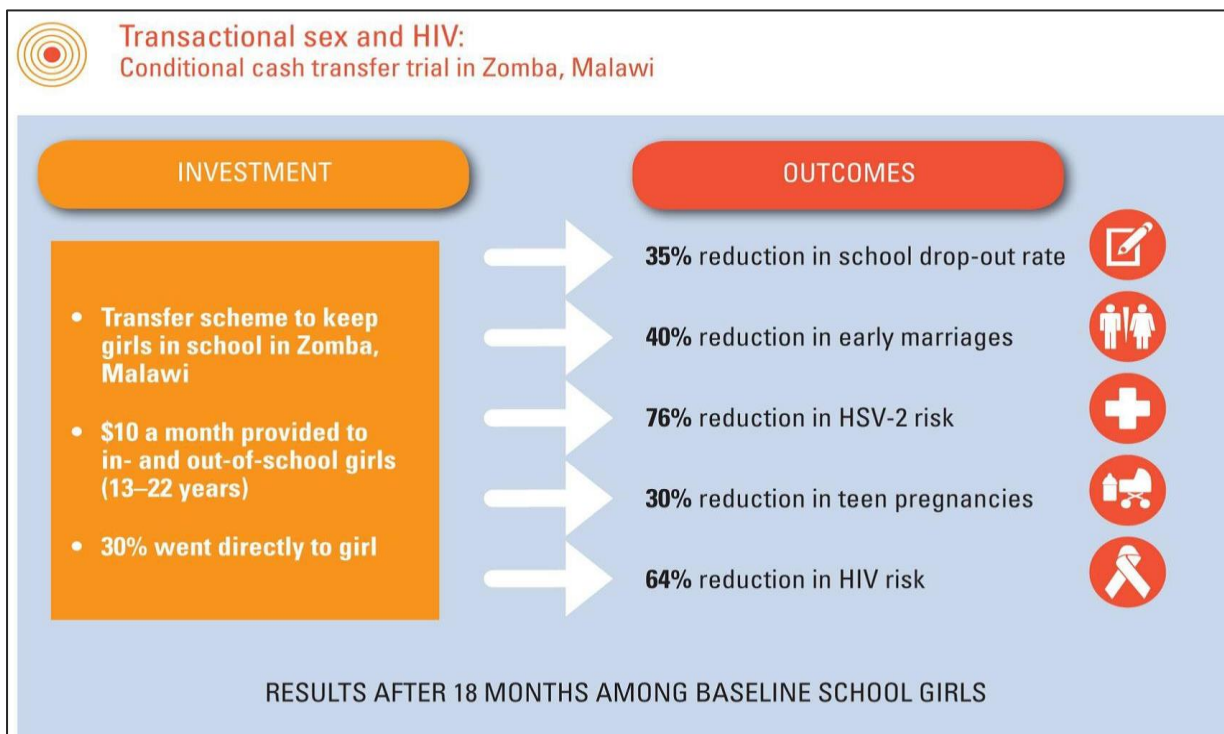 Transactional sex and HIV:
Conditional cash transfer trial in Zomba, Malawi
INVESTMENT
• Transfer scheme to keep
girls in school in Zomba,
Malawi
• $10 a month provided to
in- and out-of-school girls
(13–22 years)
• 30% went directly to girl
OUTCOMES
35% reduction in school drop-out rate
40% reduction in early marriages
76% reduction in HSV-2 risk
30% reduction in teen pregnancies
64% reduction in HIV risk
RESULTS AFTER 18 MONTHS AMONG BASELINE SCHOOL GIRLS